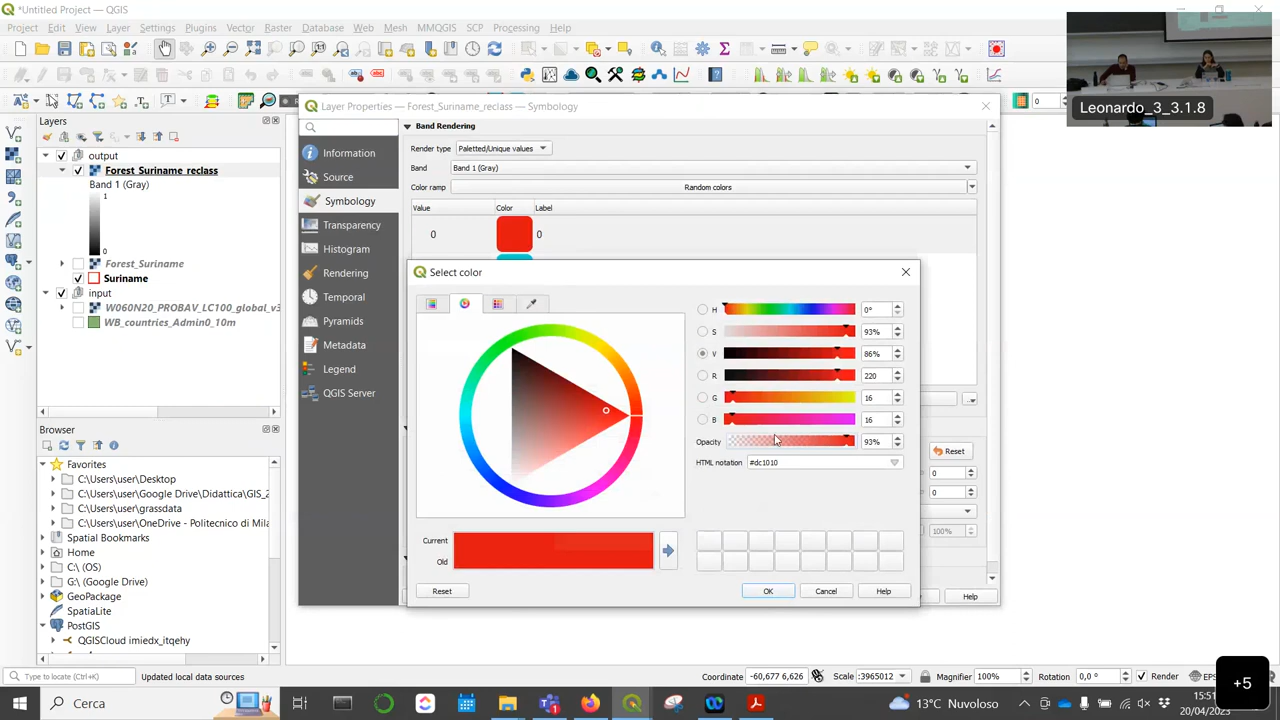 *Untitled Project — QGIS
Project Edit View Layer Settings Plugins Vector Raster Database Web Mesh MMQGIS SCP Processing Help
Leonardo_3_3.1.8
Layers
output
Forest_Suriname_reclass
Band 1 (Gray)
1
0
Forest_Suriname
Suriname
input
W060N20_PROBAV_LC100_global_v3
WB_countries_Admin0_10m
Browser
Favorites
C:\Users\user\Desktop
C:\Users\user\Google Drive\Didattica\GIS_2
C:\Users\user\grassdata
C:\Users\user\OneDrive - Politecnico di Mila
Spatial Bookmarks
Home
C:\ (OS)
G:\ (Google Drive)
GeoPackage
SpatiaLite
PostGIS
QGISCloud imiedx_itqehy
Layer Properties — Forest_Suriname_reclass — Symbology
Information
Source
Symbology
Transparency
Histogram
Rendering
Temporal
Pyramids
Metadata
Legend
QGIS Server
Band Rendering
Render type Paletted/Unique values
Band Band 1 (Gray)
Color ramp Random colors
Value Color Label
0 0
Select color
H 0°
S 93%
V 86%
R 220
G 16
B 16
Opacity 93%
HTML notation #dc1010
Current
Old
Reset OK Cancel Help
Reset
0
0
100%
Help
Type to locate (Ctrl+K) Updated local data sources Coordinate -60,677 6,626 Scale :3965012 Magnifier 100% Rotation 0,0 ° Render EPS
+5
Cerca 13°C Nuvoloso 15:51
20/04/2023